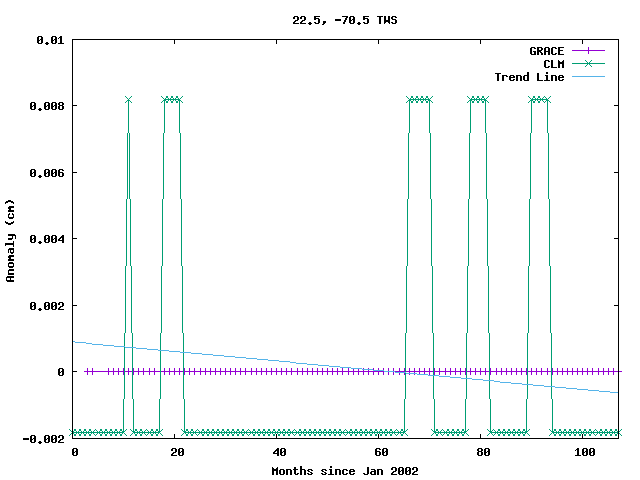 22.5, -70.5 TWS
0.01
GRACE
CLM
Trend Line
0.008
0.006
0.004
0.002
0
-0.002
Anomaly (cm)
0 20 40 60 80 100
Months since Jan 2002